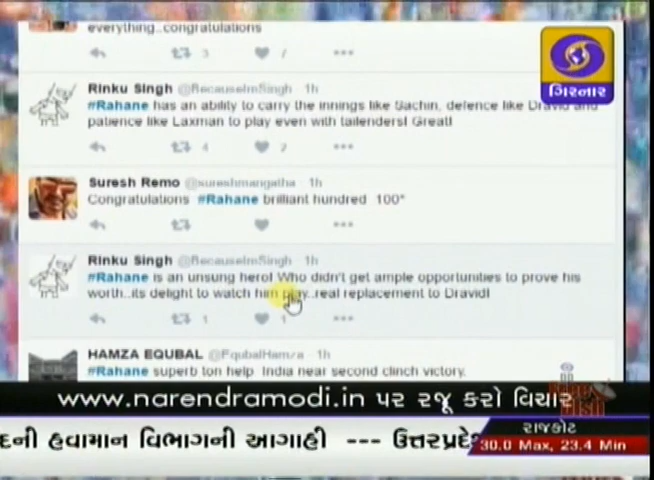 everything..congratulations
3 7
Rinku Singh @BecauseImSingh 1h
#Rahane has an ability to carry the innings like Sachin, defence like Dravid and
patience like Laxman to play even with tailenders! Great!
4 2
Suresh Remo @sureshmangatha 1h
Congratulations #Rahane brilliant hundred 100*
Rinku Singh @BecauseImSingh 1h
#Rahane is an unsung hero! Who didn't get ample opportunities to prove his
worth..its delight to watch him play..real replacement to Dravid!
1 1
HAMZA EQUBAL @EqubalHamza 1h
#Rahane superb ton help India near second clinch victory.
ગિરનાર
www.narendramodi.in પર રજૂ કરો વિચાર
દની હવામાન વિભાગની આગાહી --- ઉત્તરપ્રદે
રાજકોટ
30.0 Max, 23.4 Min